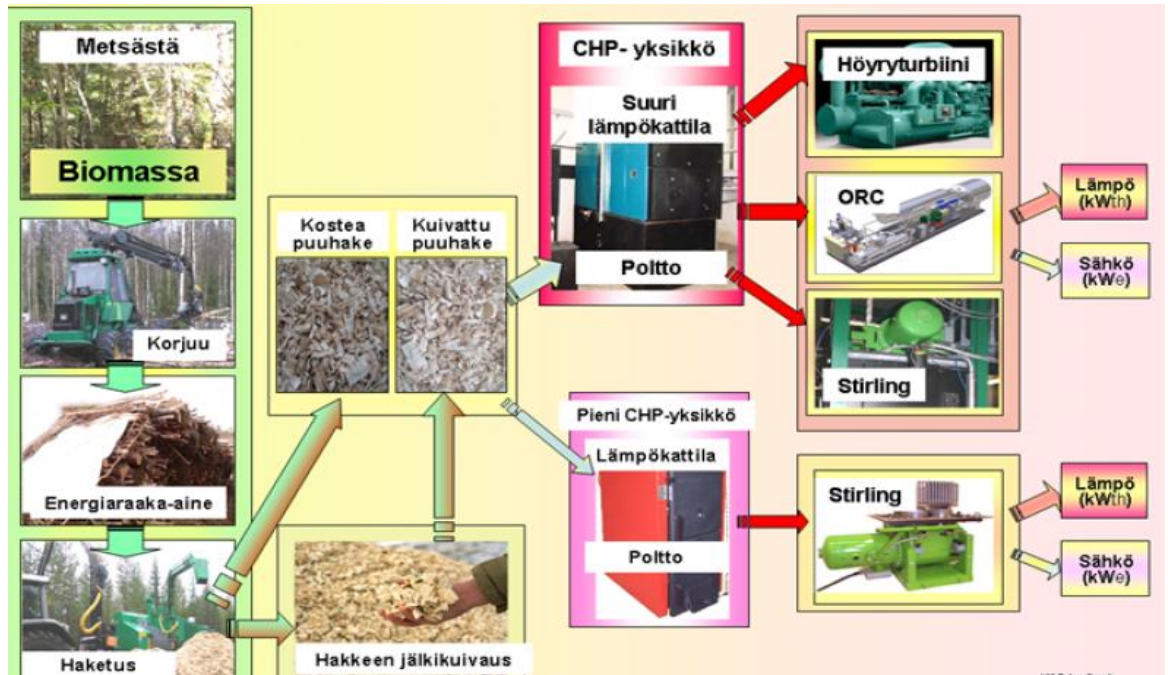 Metsästä
Biomassa
Korjuu
Energiaraaka-aine
Haketus
Kostea
puuhake
Kuivattu
puuhake
Hakkeen jälkikuivaus
CHP- yksikkö
Suuri
lämpökattila
Poltto
Pieni CHP-yksikkö
Lämpökattila
Poltto
Höyryturbiini
ORC
Stirling
Lämpö
(kWth)
Sähkö
(kWe)
Stirling
Lämpö
(kWth)
Sähkö
(kWe)